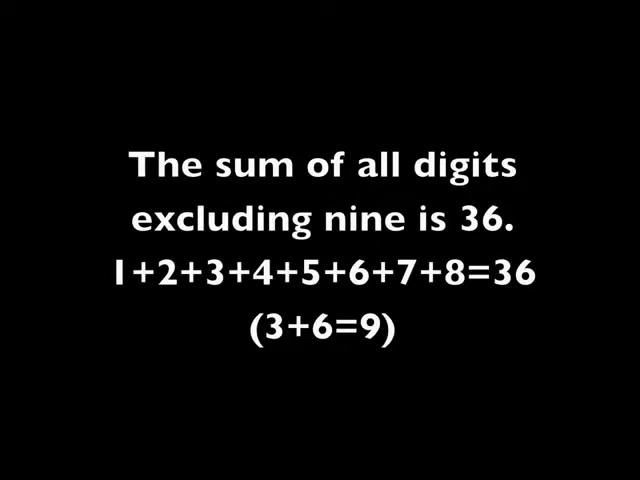 The sum of all digits
excluding nine is 36.
1+2+3+4+5+6+7+8=36
(3+6=9)